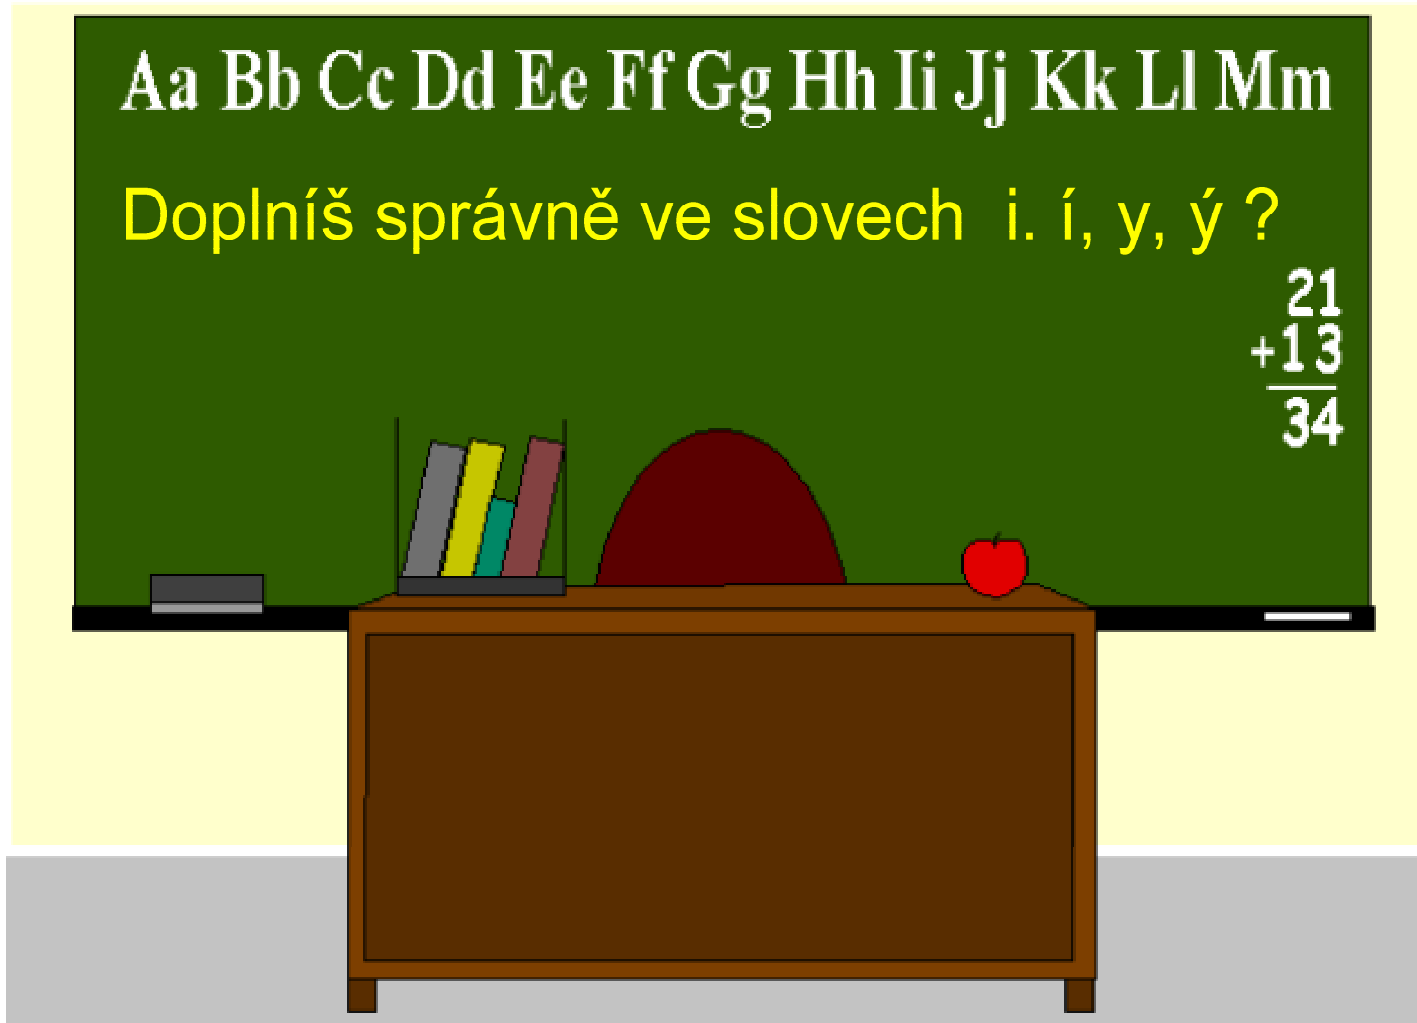 Aa Bb Cc Dd Ee Ff Gg Hh Ii Jj Kk Ll Mm
Doplníš správně ve slovech i. í, y, ý ?
21
+13
34